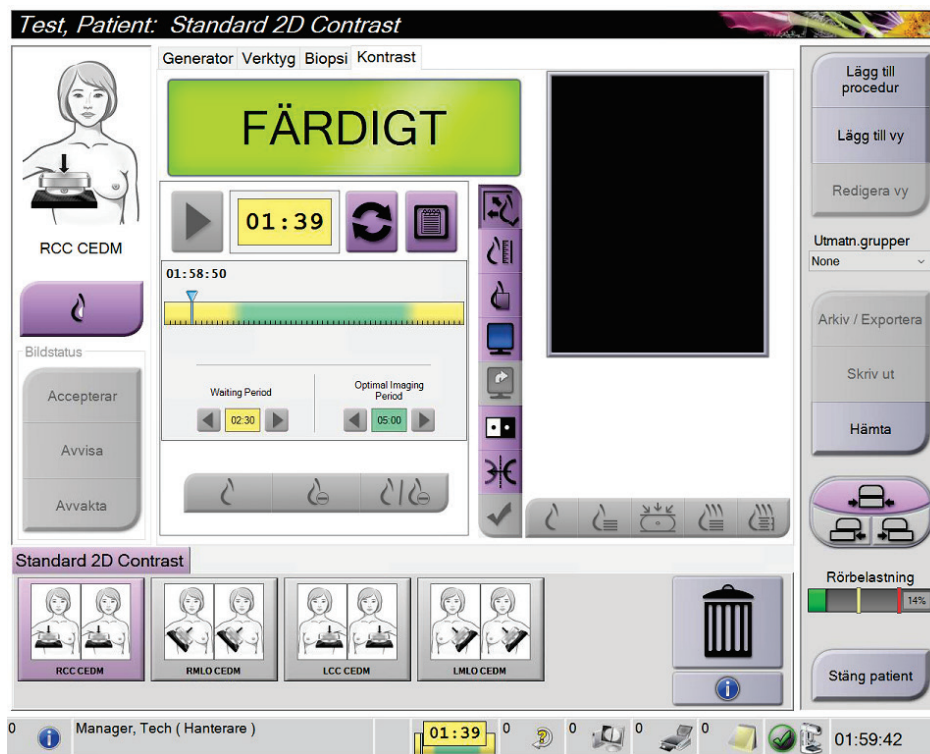 Test, Patient: Standard 2D Contrast
Generator Verktyg Biopsi Kontrast
FÄRDIGT
RCC CEDM
01:39
01:58:50
Waiting Period
02:30
Optimal Imaging
Period
05:00
Bildstatus
Accepterar
Avvisa
Avvakta
Lägg till
procedur
Lägg till vy
Redigera vy
Utmatn.grupper
None
Arkiv / Exportera
Skriv ut
Hämta
Rörbelastning
14%
Stäng patient
Standard 2D Contrast
RCC CEDM
RMLO CEDM
LCC CEDM
LMLO CEDM
0 Manager, Tech ( Hanterare ) 01:39 0 0 0 0 01:59:42